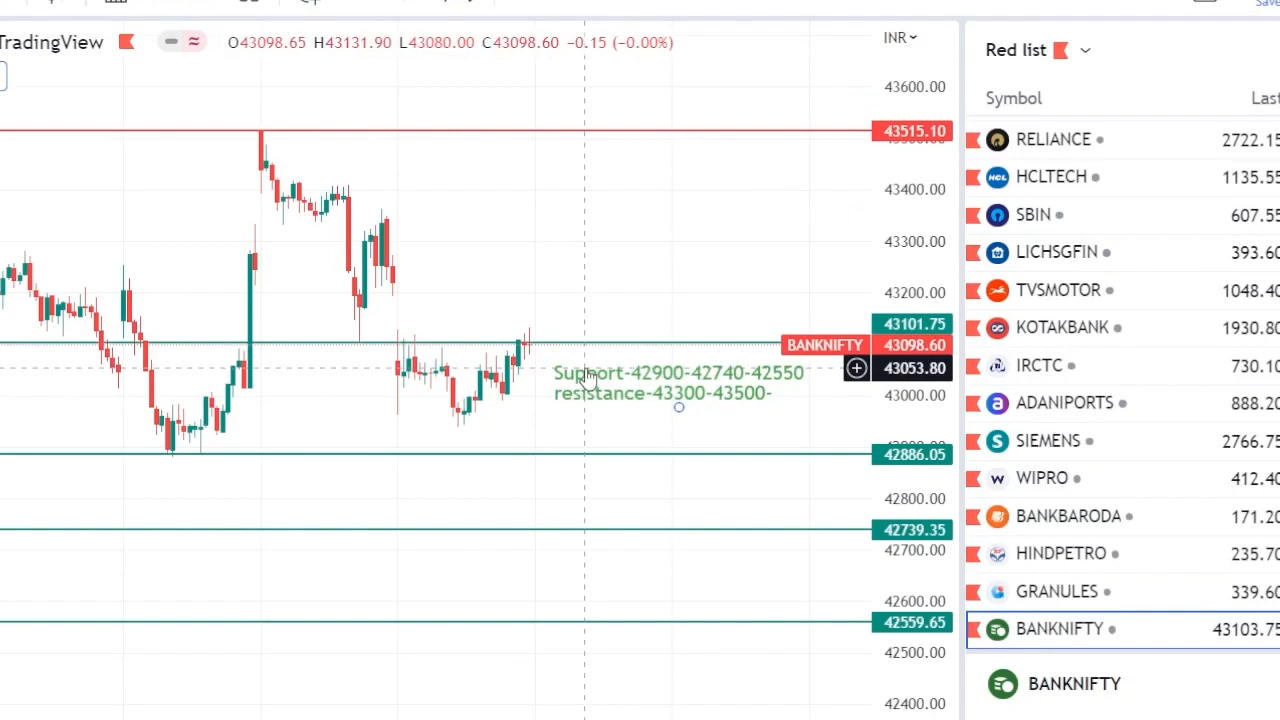 TradingView
O43098.65 H43131.90 L43080.00 C43098.60 −0.15 (−0.00%)
INR
43600.00
43515.10
43400.00
43300.00
43200.00
43101.75
BANKNIFTY 43098.60
43053.80
43000.00
42886.05
42800.00
42739.35
42700.00
42600.00
42559.65
42500.00
42400.00
Support-42900-42740-42550
resistance-43300-43500-
Red list
Symbol Last
RELIANCE 2722.15
HCL HCLTECH 1135.55
SBIN 607.55
LICHSGFIN 393.60
TVSMOTOR 1048.40
KOTAKBANK 1930.80
IRCTC 730.10
a ADANIPORTS 888.20
S SIEMENS 2766.75
W WIPRO 412.40
BANKBARODA 171.20
HINDPETRO 235.70
GRANULES 339.60
BANKNIFTY 43103.75
BANKNIFTY